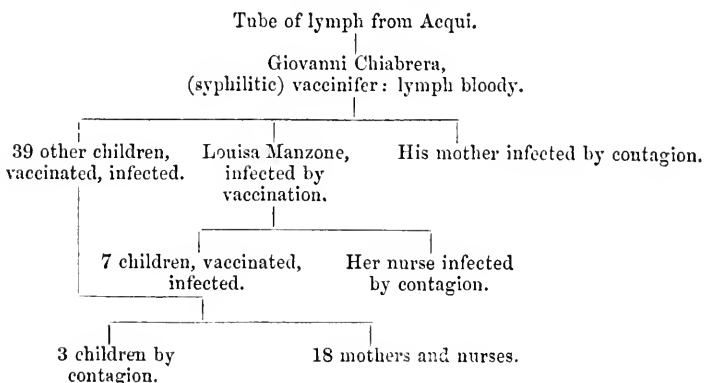 Tube of lymph from Acqui.
Giovanni Chiabrera,
(syphilitic) vaccinifer: lymph bloody.
39 other children,
vaccinated, infected.
Louisa Manzone,
infected by
vaccination.
His mother infected by contagion.
7 children, vaccinated,
infected.
Her nurse infected
by contagion.
3 children by
contagion.
18 mothers and nurses.